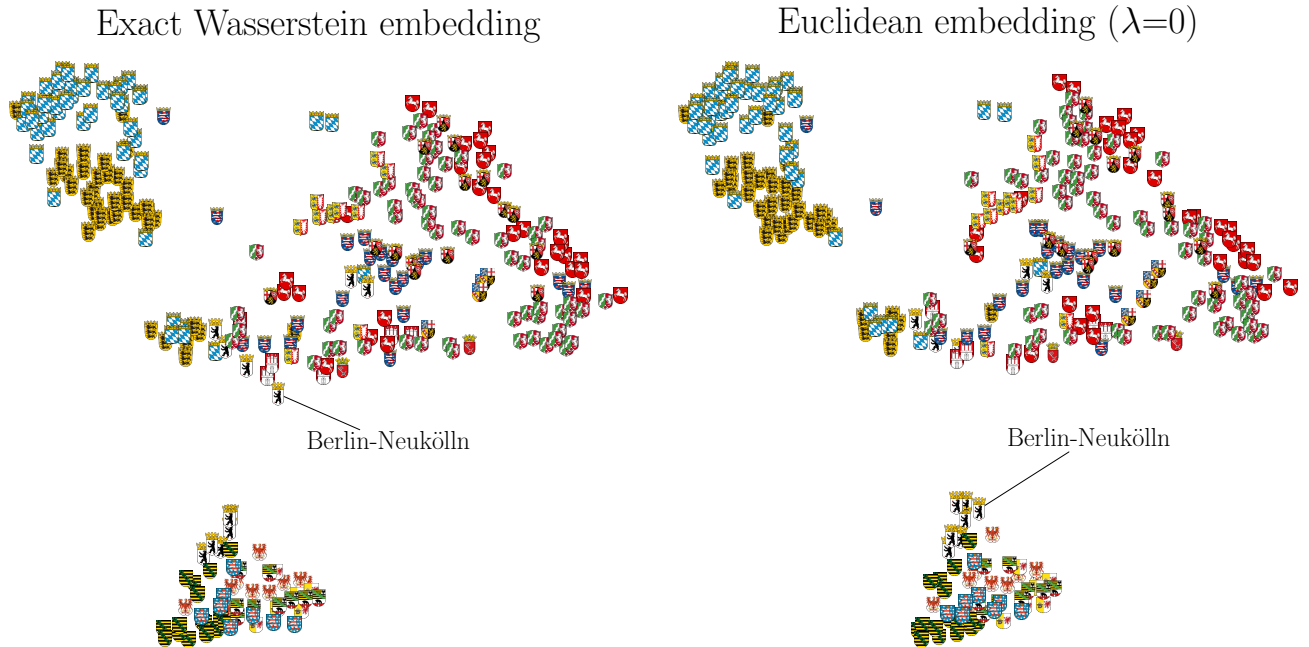 Exact Wasserstein embedding
Euclidean embedding (λ=0)
Berlin-Neukölln
Berlin-Neukölln